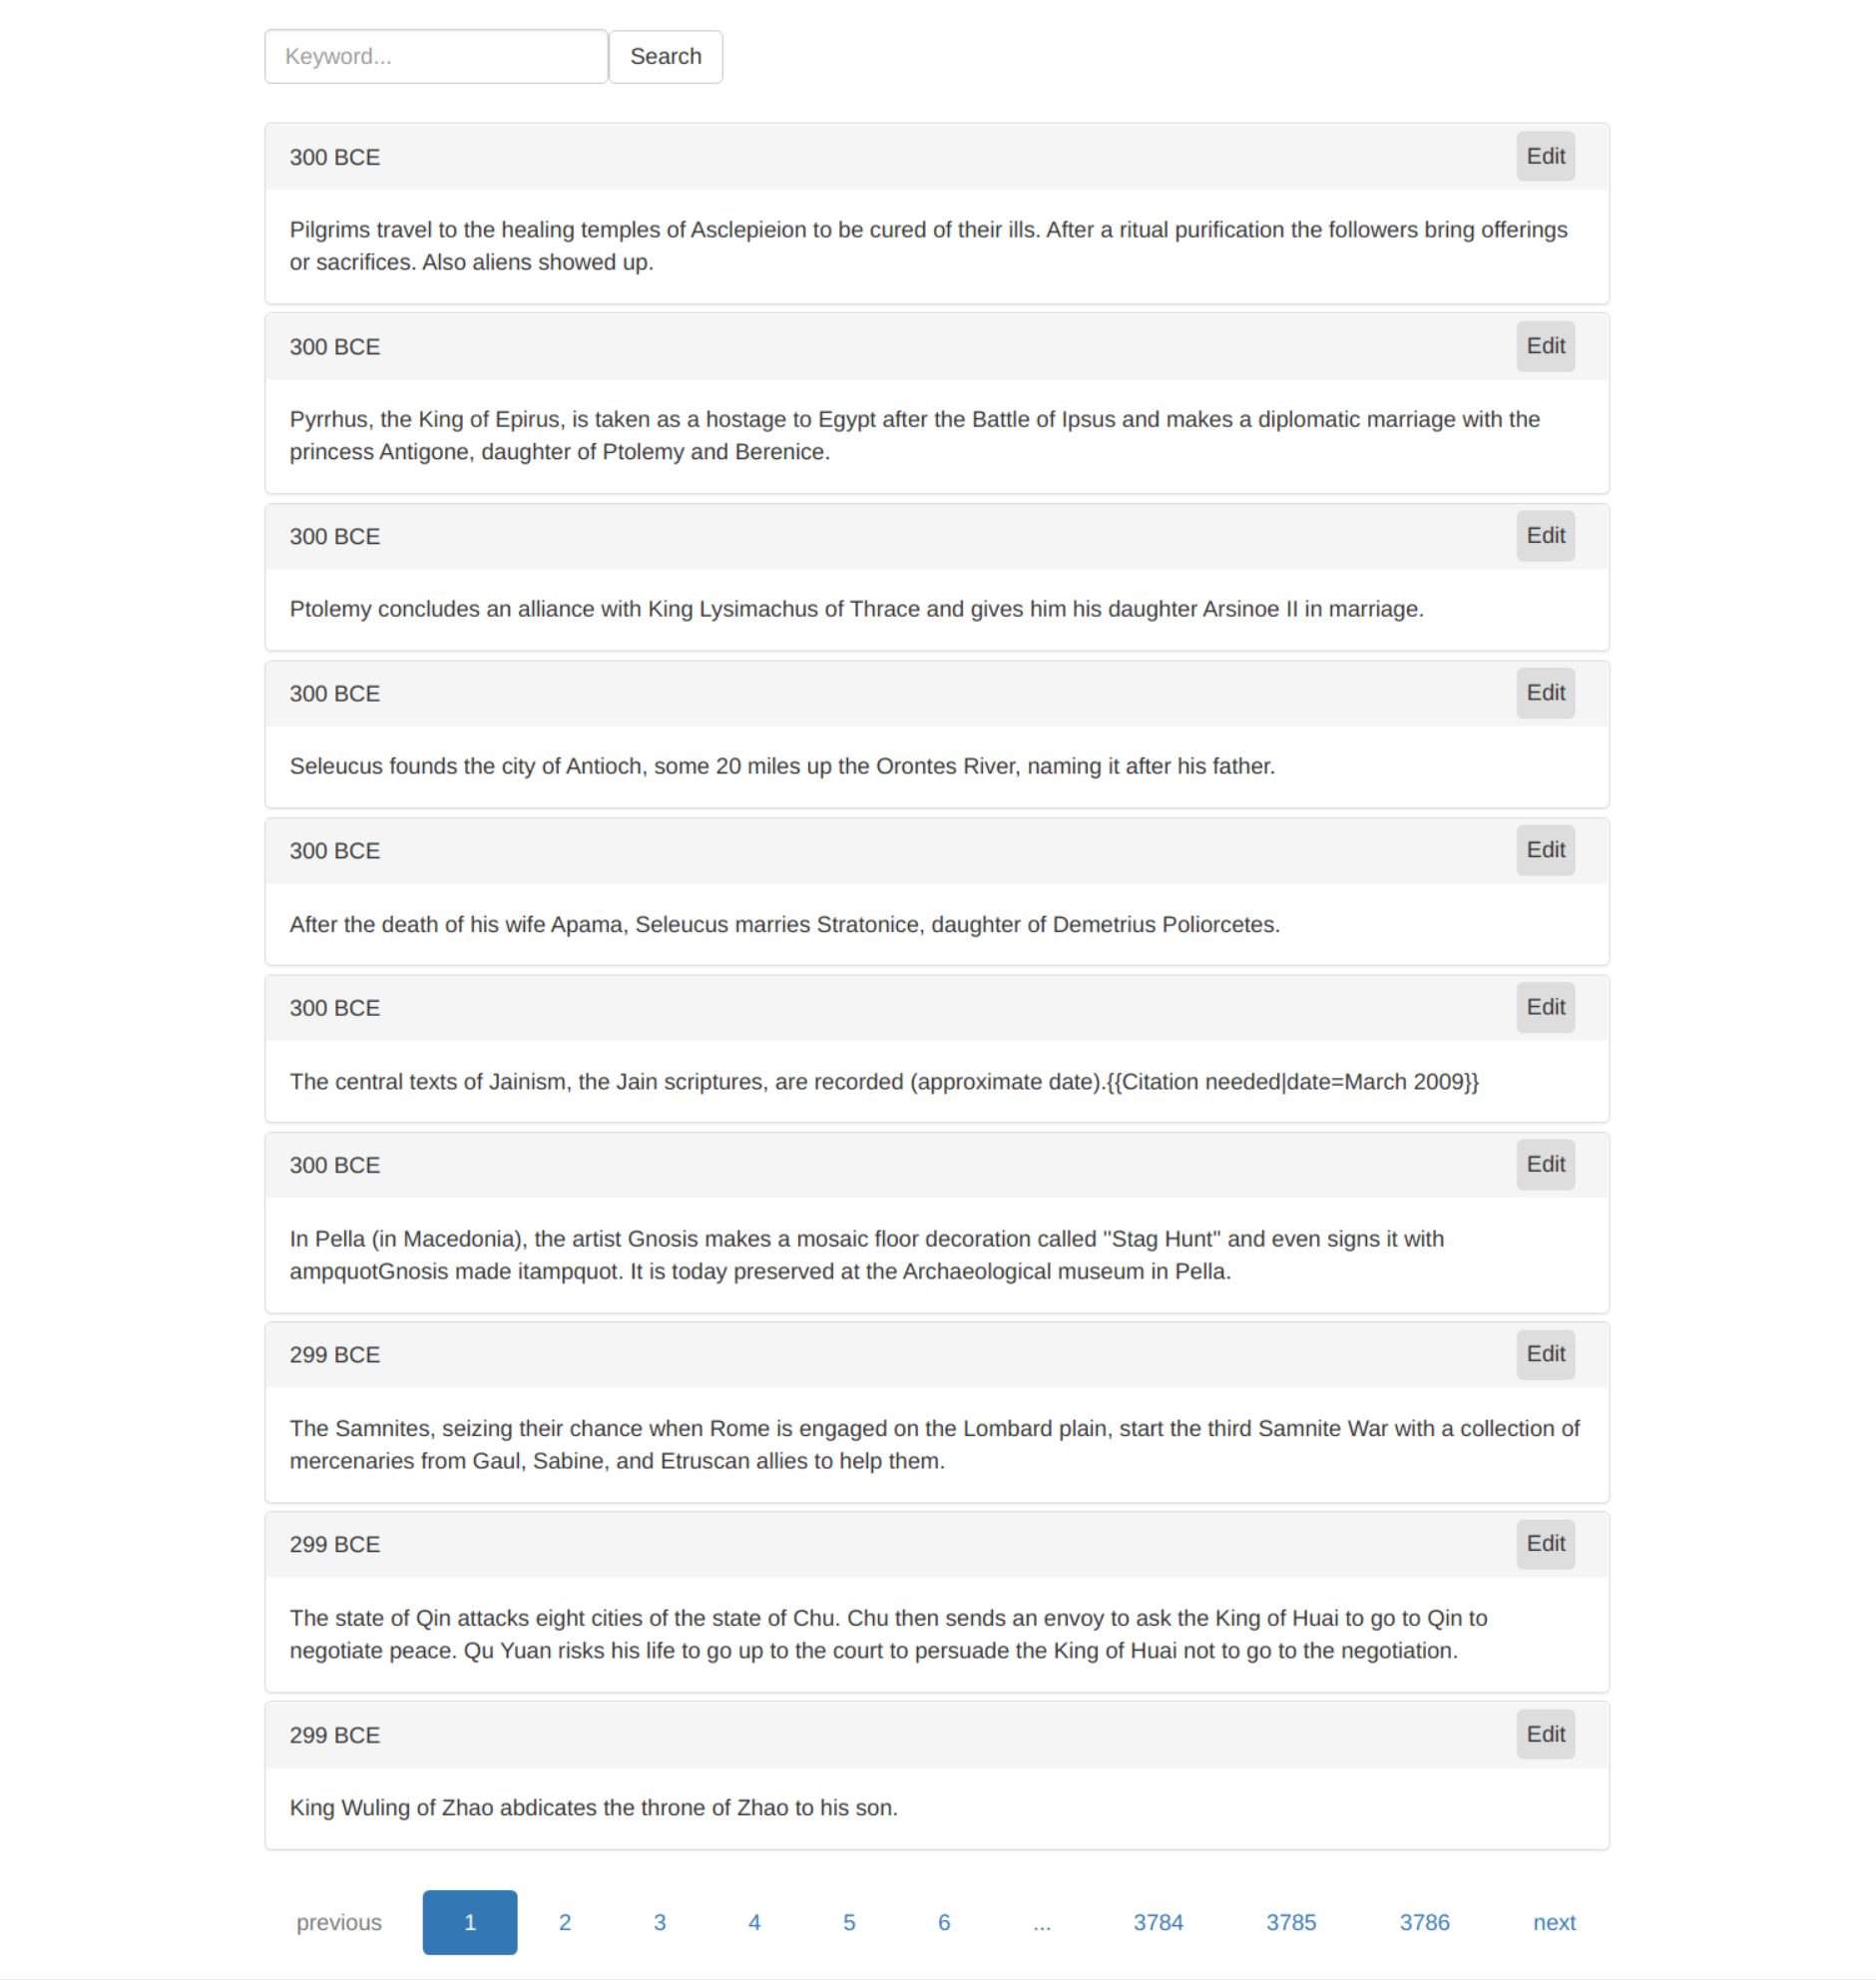 Keyword... Search
300 BCE Edit
Pilgrims travel to the healing temples of Asclepieion to be cured of their ills. After a ritual purification the followers bring offerings
or sacrifices. Also aliens showed up.
300 BCE Edit
Pyrrhus, the King of Epirus, is taken as a hostage to Egypt after the Battle of Ipsus and makes a diplomatic marriage with the
princess Antigone, daughter of Ptolemy and Berenice.
300 BCE Edit
Ptolemy concludes an alliance with King Lysimachus of Thrace and gives him his daughter Arsinoe II in marriage.
300 BCE Edit
Seleucus founds the city of Antioch, some 20 miles up the Orontes River, naming it after his father.
300 BCE Edit
After the death of his wife Apama, Seleucus marries Stratonice, daughter of Demetrius Poliorcetes.
300 BCE Edit
The central texts of Jainism, the Jain scriptures, are recorded (approximate date).{{Citation needed|date=March 2009}}
300 BCE Edit
In Pella (in Macedonia), the artist Gnosis makes a mosaic floor decoration called "Stag Hunt" and even signs it with
ampquotGnosis made itampquot. It is today preserved at the Archaeological museum in Pella.
299 BCE Edit
The Samnites, seizing their chance when Rome is engaged on the Lombard plain, start the third Samnite War with a collection of
mercenaries from Gaul, Sabine, and Etruscan allies to help them.
299 BCE Edit
The state of Qin attacks eight cities of the state of Chu. Chu then sends an envoy to ask the King of Huai to go to Qin to
negotiate peace. Qu Yuan risks his life to go up to the court to persuade the King of Huai not to go to the negotiation.
299 BCE Edit
King Wuling of Zhao abdicates the throne of Zhao to his son.
previous 1 2 3 4 5 6 ... 3784 3785 3786 next